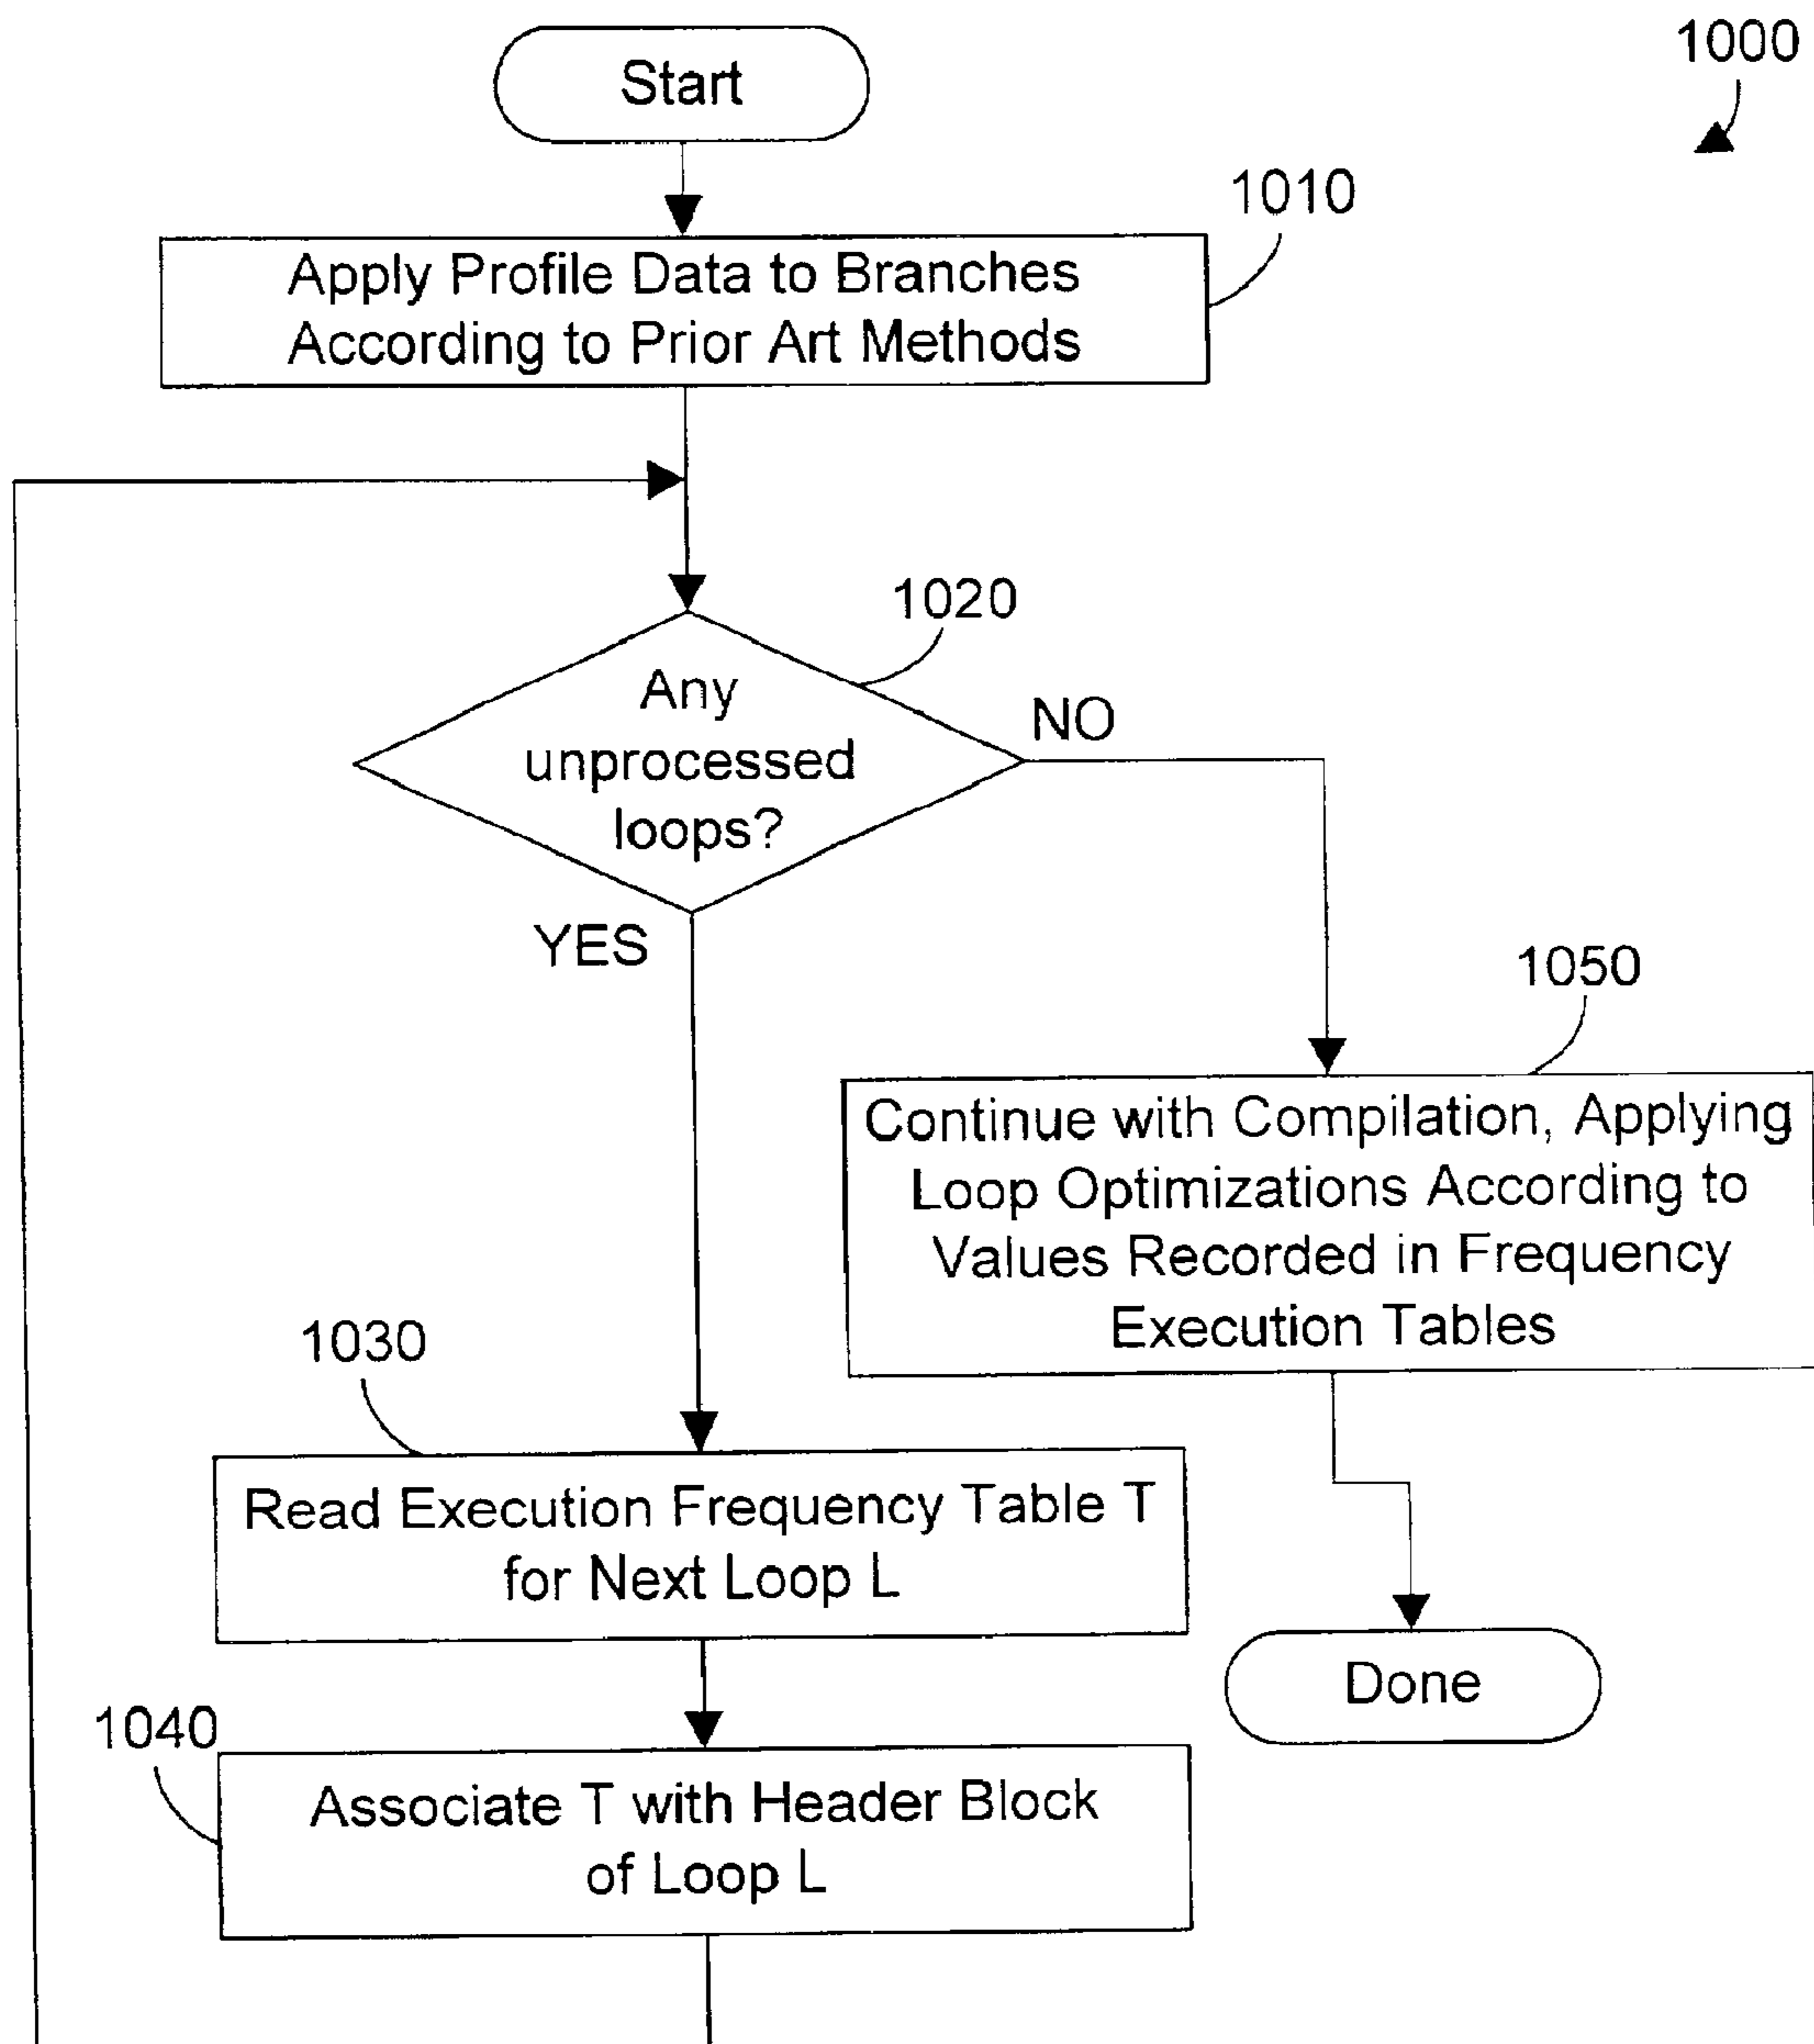 1000
Start
1010
Apply Profile Data to Branches
According to Prior Art Methods
1020
Any
unprocessed
loops?
NO
YES
1050
Continue with Compilation, Applying
Loop Optimizations According to
Values Recorded in Frequency
Execution Tables
1030
Read Execution Frequency Table T
for Next Loop L
Done
1040
Associate T with Header Block
of Loop L